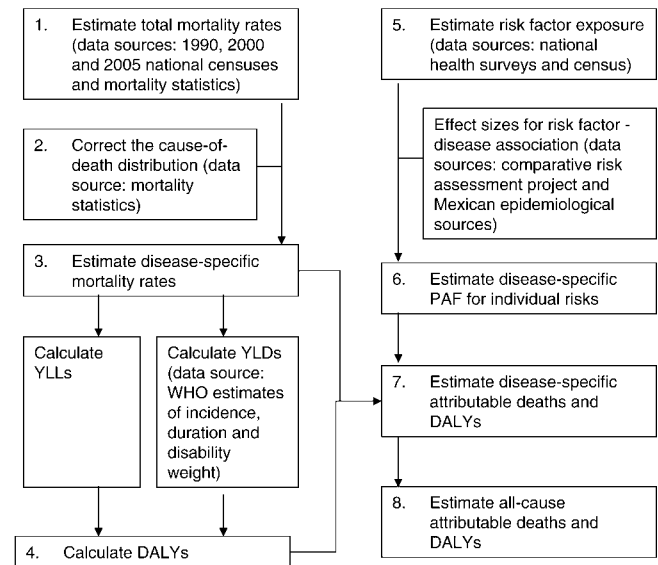 1. Estimate total mortality rates
(data sources: 1990, 2000
and 2005 national censuses
and mortality statistics)
2. Correct the cause-of-
death distribution (data
source: mortality
statistics)
3. Estimate disease-specific
mortality rates
Calculate
YLLs
Calculate YLDs
(data source:
WHO estimates
of incidence,
duration and
disability
weight)
4. Calculate DALYs
5. Estimate risk factor exposure
(data sources: national
health surveys and census)
Effect sizes for risk factor -
disease association (data
sources: comparative risk
assessment project and
Mexican epidemiological
sources)
6. Estimate disease-specific
PAF for individual risks
7. Estimate disease-specific
attributable deaths and
DALYs
8. Estimate all-cause
attributable deaths and
DALYs